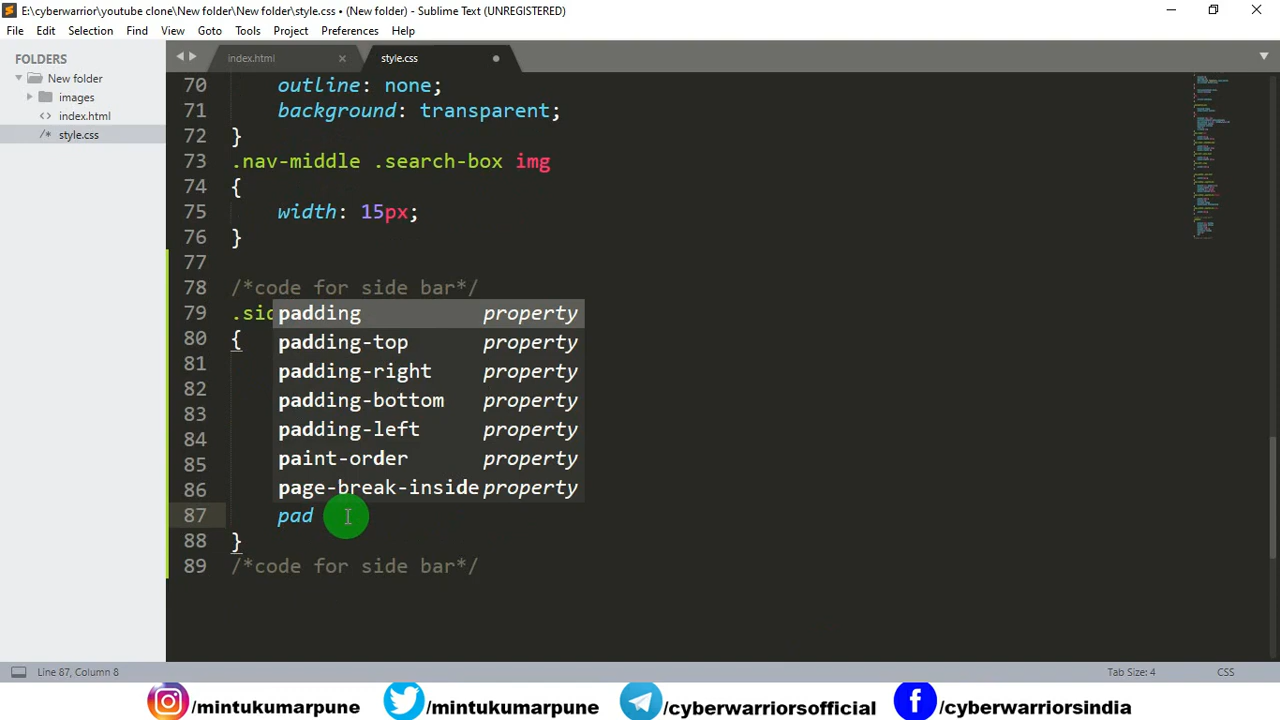 E:\cyberwarrior\youtube clone\New folder\New folder\style.css • (New folder) - Sublime Text (UNREGISTERED)
File Edit Selection Find View Goto Tools Project Preferences Help
FOLDERS
New folder
images
index.html
style.css
index.html
style.css
70 outline: none;
71 background: transparent;
72 }
73 .nav-middle .search-box img
74 {
75 width: 15px;
76 }
77
78 /*code for side bar*/
79 .sid
80 {
81
82
83
84
85
86
87 pad
88 }
89 /*code for side bar*/
padding property
padding-top property
padding-right property
padding-bottom property
padding-left property
paint-order property
page-break-inside property
Line 87, Column 8
Tab Size: 4
CSS
/mintukumarpune /mintukumarpune /cyberwarriorsofficial /cyberwarriorsindia